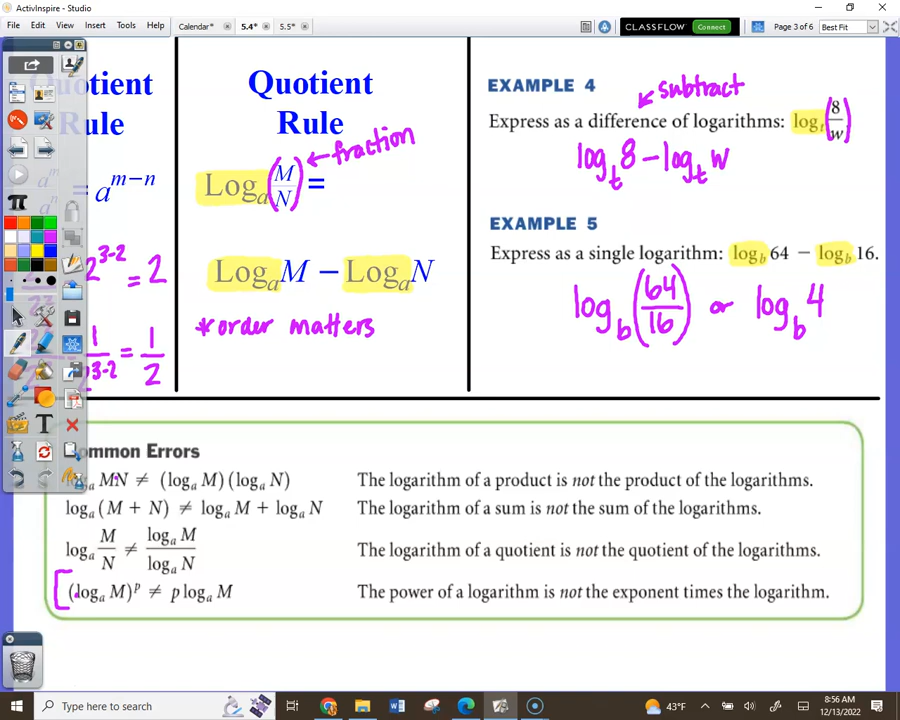 ActivInspire - Studio
File Edit View Insert Tools Help
Calendar* 5.4* 5.5*
CLASSFLOW Connect
Page 3 of 6 Best Fit
otient
ule
= a^{m-n}
2^{3-2} = 2
= 1/2
Quotient
Rule
Log_a(M/N) = ← fraction
Log_a M − Log_a N
*order matters
EXAMPLE 4
subtract
Express as a difference of logarithms: log_t(8/w)
log_t 8 − log_t w
EXAMPLE 5
Express as a single logarithm: log_b 64 − log_b 16.
log_b(64/16) or log_b 4
ommon Errors
log_a MN ≠ (log_a M)(log_a N) The logarithm of a product is not the product of the logarithms.
log_a (M + N) ≠ log_a M + log_a N The logarithm of a sum is not the sum of the logarithms.
log_a M/N ≠ log_a M / log_a N The logarithm of a quotient is not the quotient of the logarithms.
(log_a M)^p ≠ p log_a M The power of a logarithm is not the exponent times the logarithm.
Type here to search
43°F
8:56 AM
12/13/2022